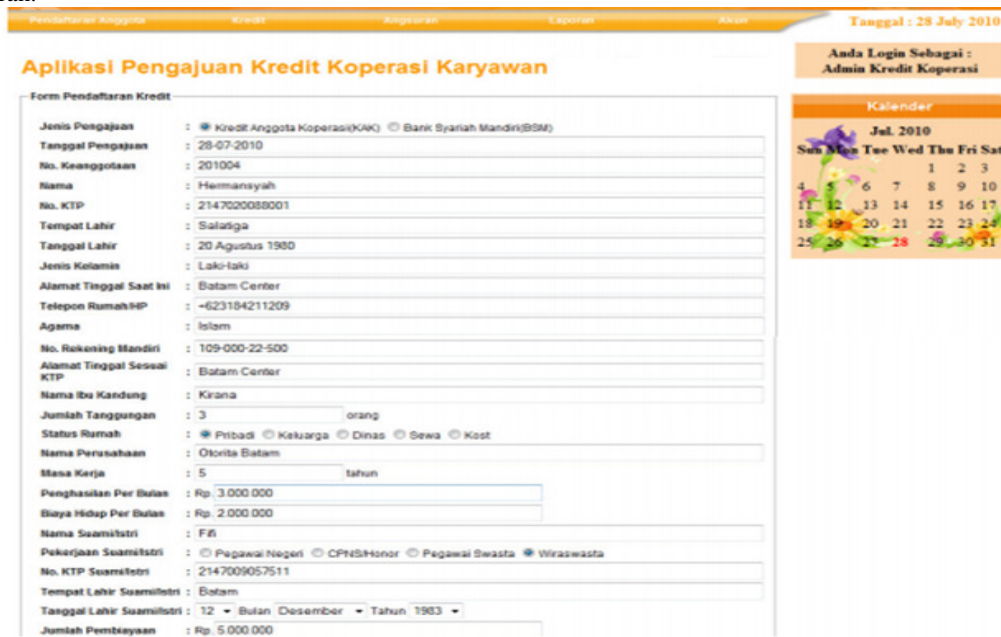 Pendaftaran Anggota Kredit Angsuran Laporan Akun
Tanggal : 28 July 2010
Anda Login Sebagai :
Admin Kredit Koperasi
Aplikasi Pengajuan Kredit Koperasi Karyawan
Form Pendaftaran Kredit
Jenis Pengajuan : Kredit Anggota Koperasi(KAK) Bank Syariah Mandiri(BSM)
Tanggal Pengajuan : 28-07-2010
No. Keanggotaan : 201004
Nama : Hermansyah
No. KTP : 2147020088001
Tempat Lahir : Salatiga
Tanggal Lahir : 20 Agustus 1980
Jenis Kelamin : Laki-laki
Alamat Tinggal Saat Ini : Batam Center
Telepon Rumah/HP : +623184211209
Agama : Islam
No. Rekening Mandiri : 109-000-22-500
Alamat Tinggal Sesuai
KTP : Batam Center
Nama Ibu Kandung : Kirana
Jumlah Tanggungan : 3 orang
Status Rumah : Pribadi Keluarga Dinas Sewa Kost
Nama Perusahaan : Otorita Batam
Masa Kerja : 5 tahun
Penghasilan Per Bulan : Rp. 3.000.000
Biaya Hidup Per Bulan : Rp. 2.000.000
Nama Suami/Istri : Fifi
Pekerjaan Suami/Istri : Pegawai Negeri CPNS/Honor Pegawai Swasta Wiraswasta
No. KTP Suami/Istri : 2147009057511
Tempat Lahir Suami/Istri : Batam
Tanggal Lahir Suami/Istri : 12 Bulan Desember Tahun 1983
Jumlah Pembiayaan : Rp. 5.000.000
Kalender
Jul. 2010
Sun Mon Tue Wed Thu Fri Sat
1 2 3
4 5 6 7 8 9 10
11 12 13 14 15 16 17
18 19 20 21 22 23 24
25 26 27 28 29 30 31